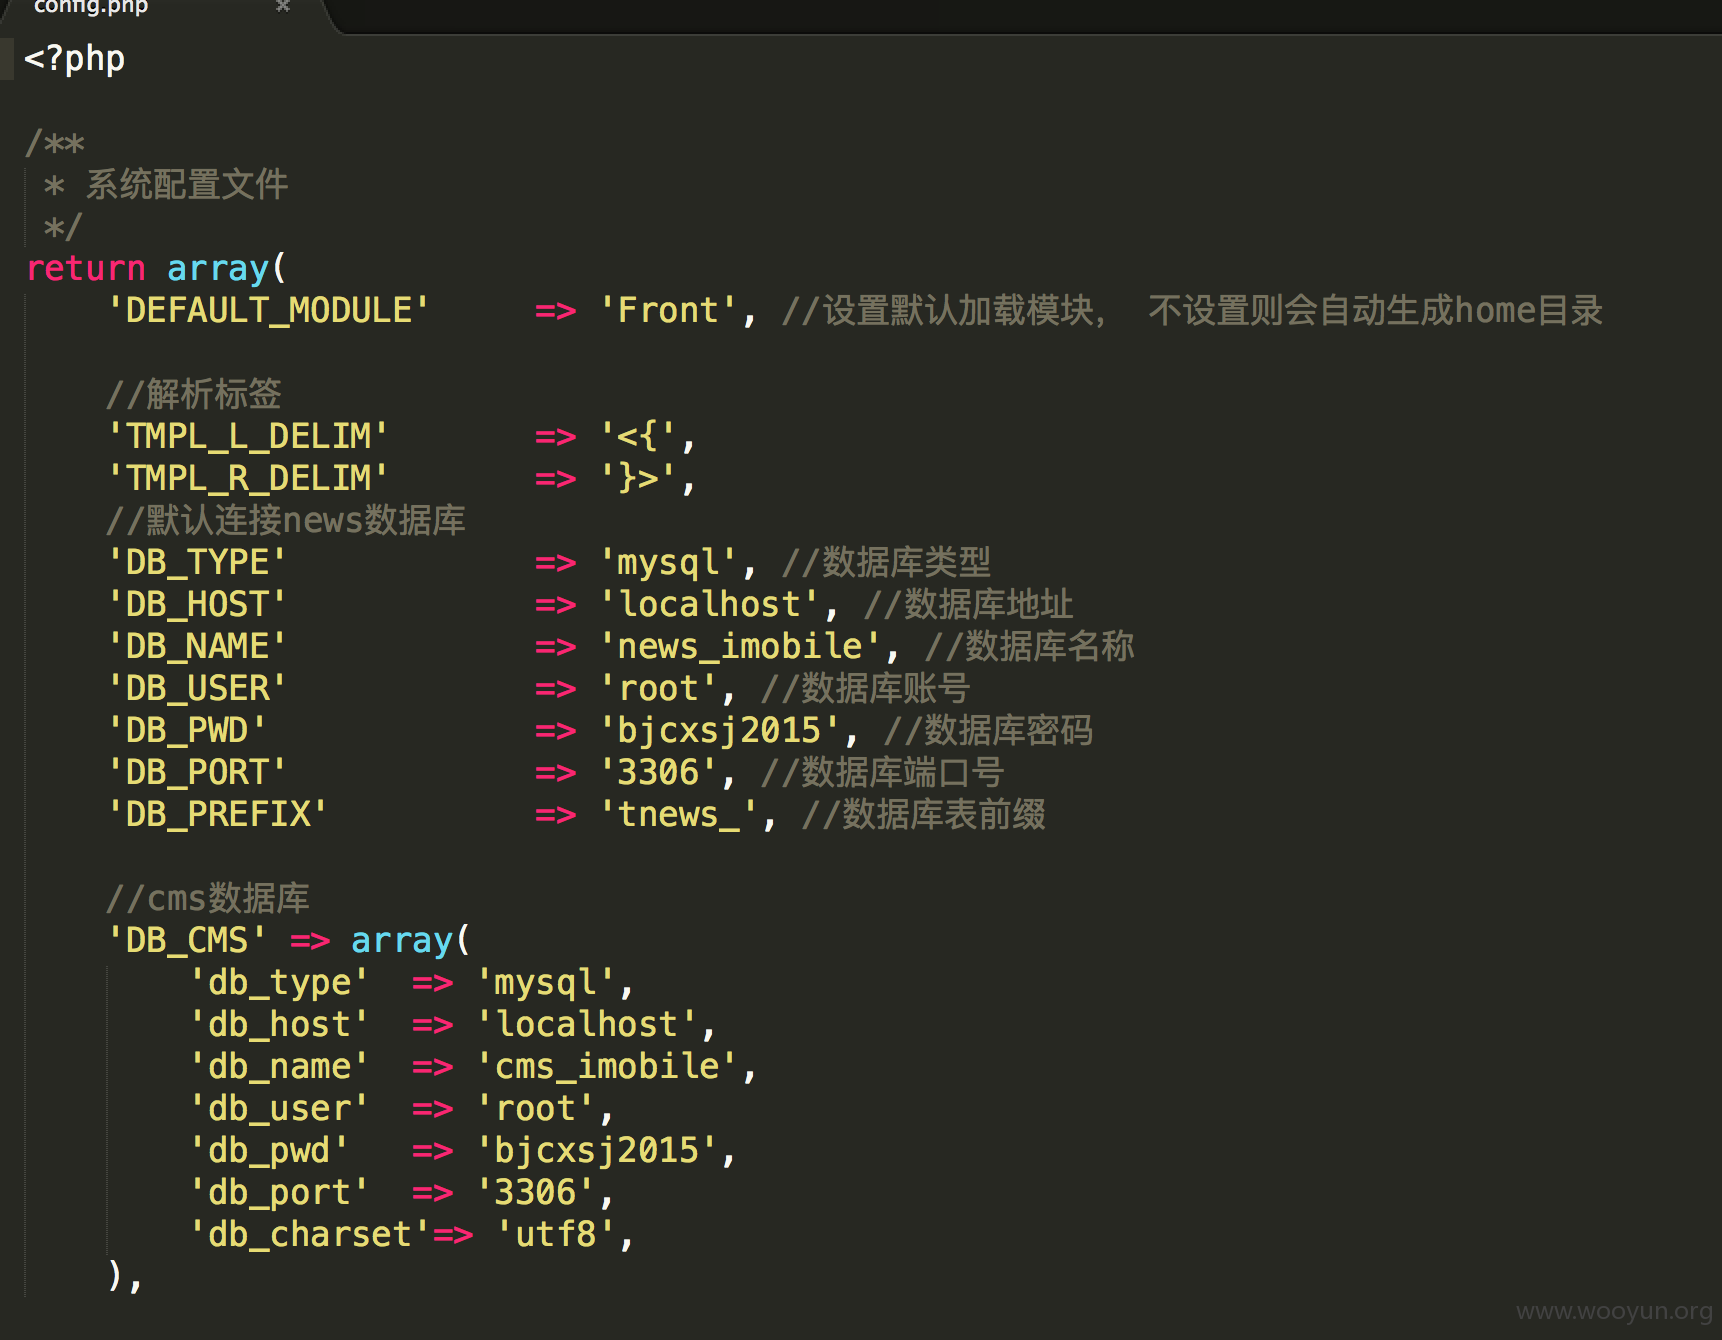 config.php ×
<?php
/**
* 系统配置文件
*/
return array(
'DEFAULT_MODULE' => 'Front', //设置默认加载模块， 不设置则会自动生成home目录
//解析标签
'TMPL_L_DELIM' => '<{',
'TMPL_R_DELIM' => '}>',
//默认连接news数据库
'DB_TYPE' => 'mysql', //数据库类型
'DB_HOST' => 'localhost', //数据库地址
'DB_NAME' => 'news_imobile', //数据库名称
'DB_USER' => 'root', //数据库账号
'DB_PWD' => 'bjcxsj2015', //数据库密码
'DB_PORT' => '3306', //数据库端口号
'DB_PREFIX' => 'tnews_', //数据库表前缀
//cms数据库
'DB_CMS' => array(
'db_type' => 'mysql',
'db_host' => 'localhost',
'db_name' => 'cms_imobile',
'db_user' => 'root',
'db_pwd' => 'bjcxsj2015',
'db_port' => '3306',
'db_charset'=> 'utf8',
),
www.wooyun.org